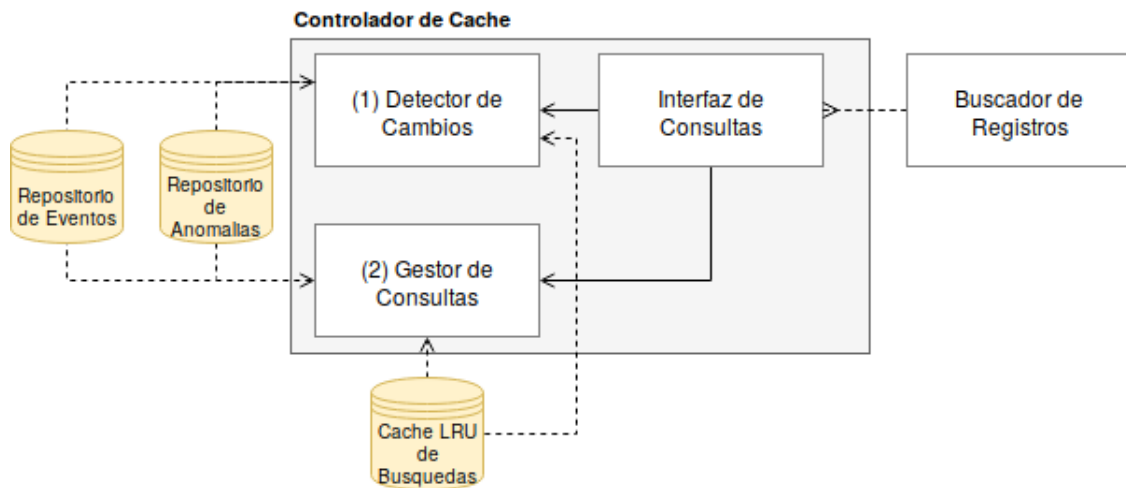 Controlador de Cache
(1) Detector de
Cambios
Interfaz de
Consultas
Buscador de
Registros
Repositorio
de Eventos
Repositorio
de
Anomalias
(2) Gestor de
Consultas
Cache LRU
de
Busquedas